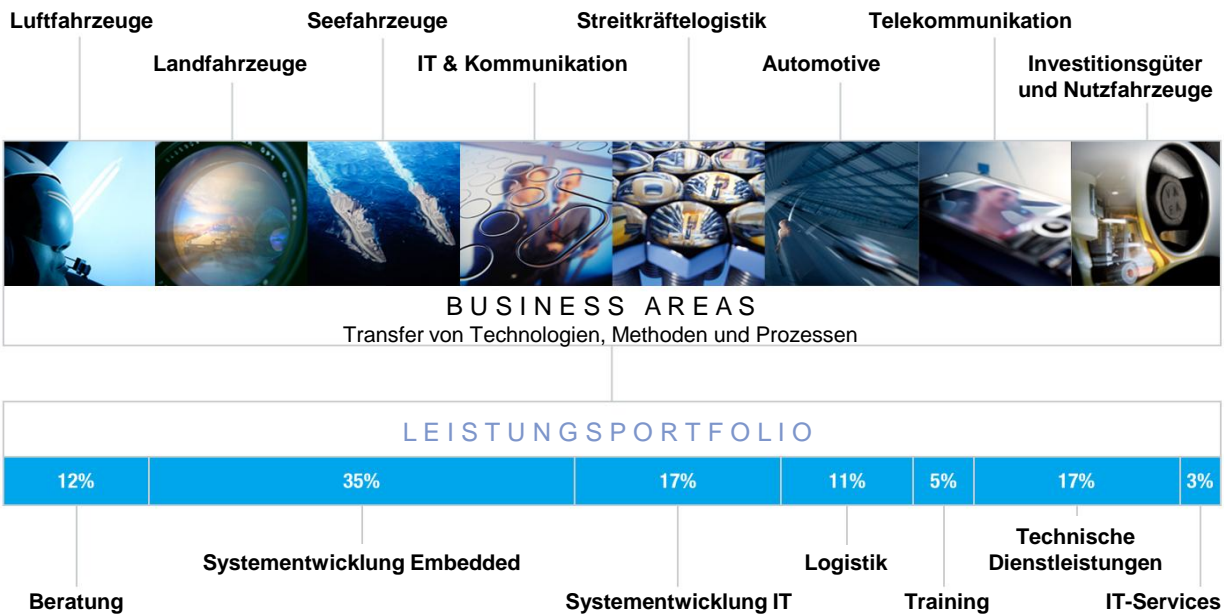 Luftfahrzeuge
Seefahrzeuge
Streitkräftelogistik
Telekommunikation
Landfahrzeuge
IT & Kommunikation
Automotive
Investitionsgüter
und Nutzfahrzeuge
BUSINESS AREAS
Transfer von Technologien, Methoden und Prozessen
LEISTUNGSPORTFOLIO
12%
35%
17%
11%
5%
17%
3%
Systementwicklung Embedded
Logistik
Technische
Dienstleistungen
Beratung
Systementwicklung IT
Training
IT-Services